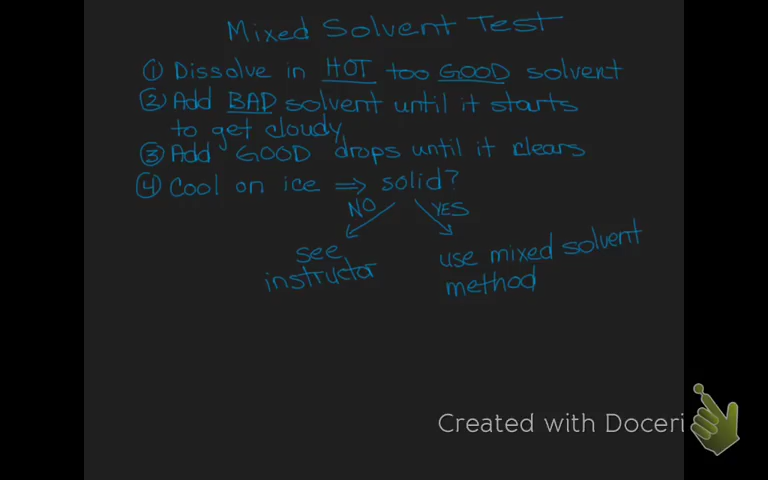 Mixed Solvent Test
① Dissolve in HOT too GOOD solvent
② Add BAD solvent until it starts
to get cloudy
③ Add GOOD drops until it clears
④ Cool on ice ⇒ solid?
NO YES
see
instructor
use mixed solvent
method
Created with Doceri